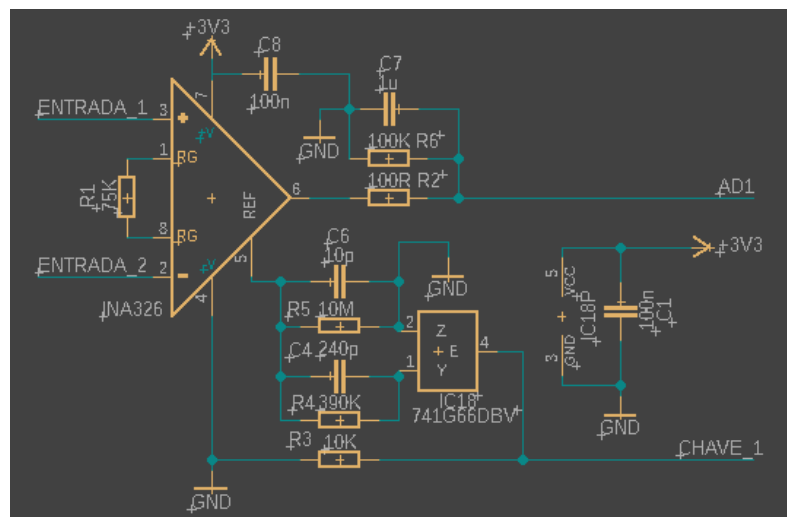 +3V3
C8
C7
1u
100n
ENTRADA_1
3
7
+V
GND
1
RG
R1
75K
100K R6
100R R2
6
AD1
REF
8
RG
ENTRADA_2
2
+V
5
4
INA326
C6
10p
GND
R5 10M
C4 240p
R4 390K
R3 10K
2
Z
E
4
1
Y
IC18
741G66DBV
+3V3
5
VCC
IC18P
100n
C1
3
GND
GND
CHAVE_1
GND